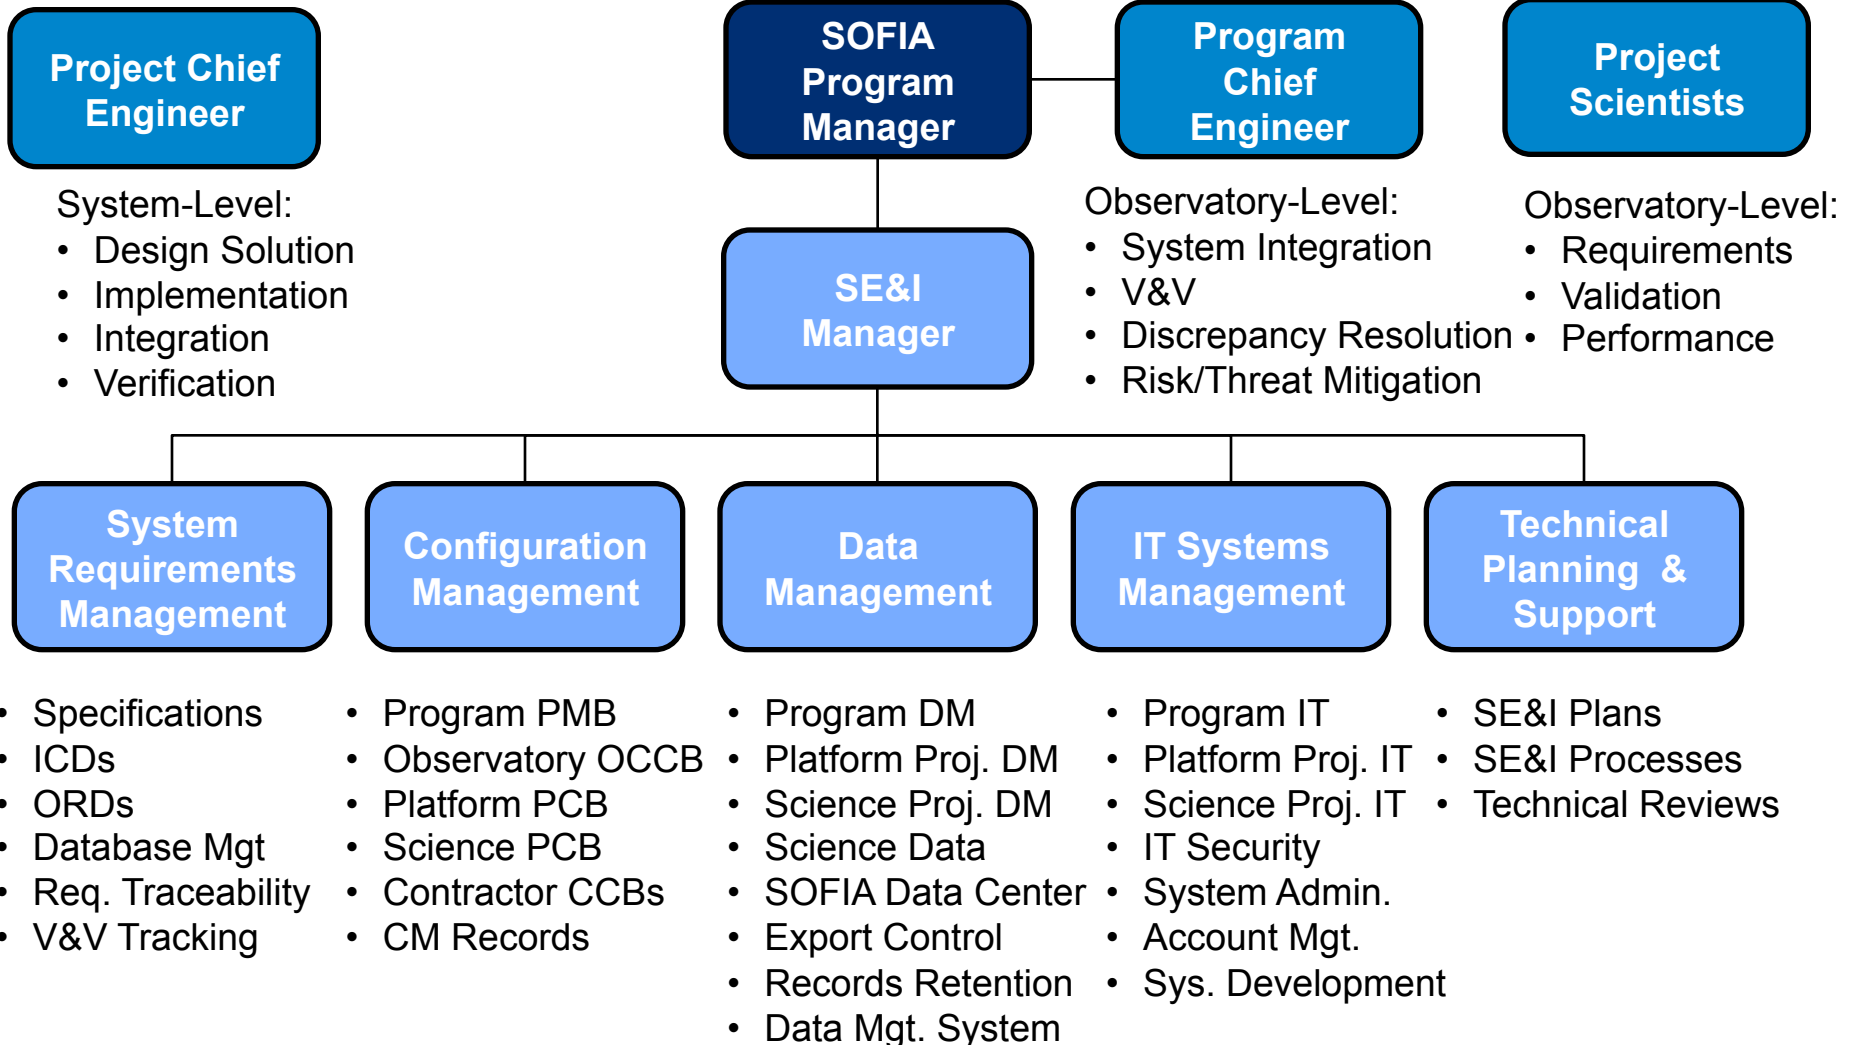 Project Chief
Engineer
SOFIA
Program
Manager
Program
Chief
Engineer
Project
Scientists
System-Level:
• Design Solution
• Implementation
• Integration
• Verification
SE&I
Manager
Observatory-Level:
• System Integration
• V&V
• Discrepancy Resolution
• Risk/Threat Mitigation
Observatory-Level:
• Requirements
• Validation
• Performance
System
Requirements
Management
Configuration
Management
Data
Management
IT Systems
Management
Technical
Planning &
Support
• Specifications
• ICDs
• ORDs
• Database Mgt
• Req. Traceability
• V&V Tracking
• Program PMB
• Observatory OCCB
• Platform PCB
• Science PCB
• Contractor CCBs
• CM Records
• Program DM
• Platform Proj. DM
• Science Proj. DM
• Science Data
• SOFIA Data Center
• Export Control
• Records Retention
• Data Mgt. System
• Program IT
• Platform Proj. IT
• Science Proj. IT
• IT Security
• System Admin.
• Account Mgt.
• Sys. Development
• SE&I Plans
• SE&I Processes
• Technical Reviews